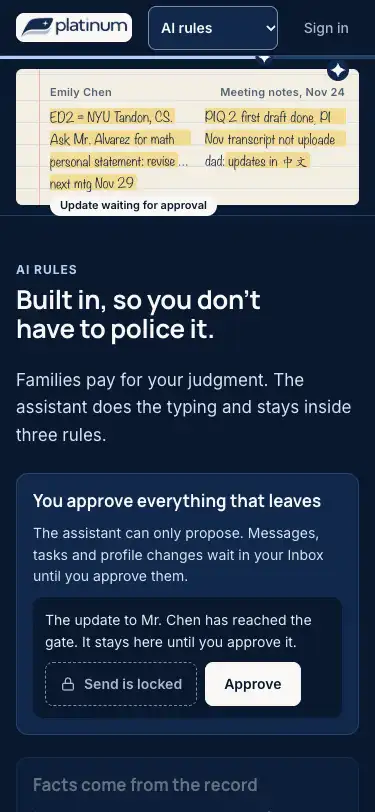 platinum
AI rules
Sign in
Emily Chen
Meeting notes, Nov 24
ED2 = NYU Tandon, CS.
Ask Mr. Alvarez for math
personal statement: revise ...
next mtg Nov 29
PIQ 2 first draft done, PI
Nov transcript not uploade
dad: updates in 中文
Update waiting for approval
AI RULES
Built in, so you don't
have to police it.
Families pay for your judgment. The
assistant does the typing and stays inside
three rules.
You approve everything that leaves
The assistant can only propose. Messages,
tasks and profile changes wait in your Inbox
until you approve them.
The update to Mr. Chen has reached the
gate. It stays here until you approve it.
Send is locked
Approve
Facts come from the record